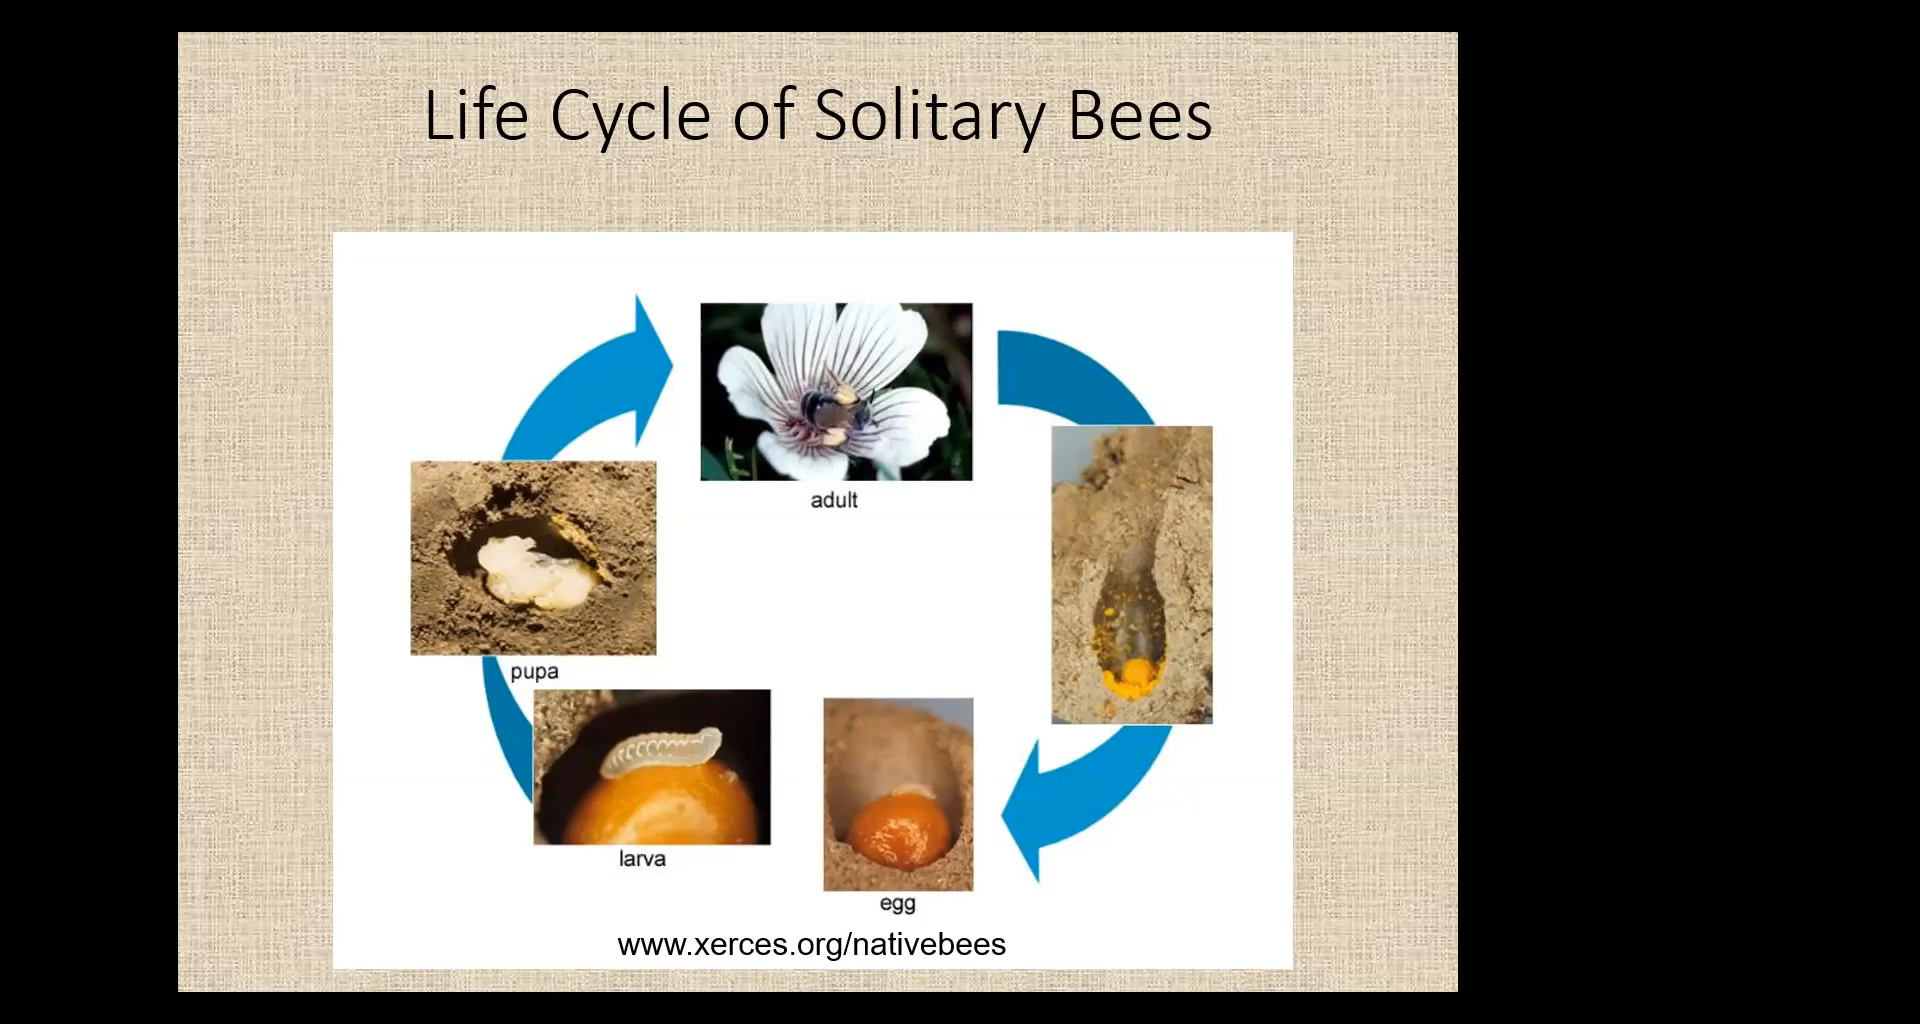 Life Cycle of Solitary Bees
adult
pupa
larva
egg
www.xerces.org/nativebees